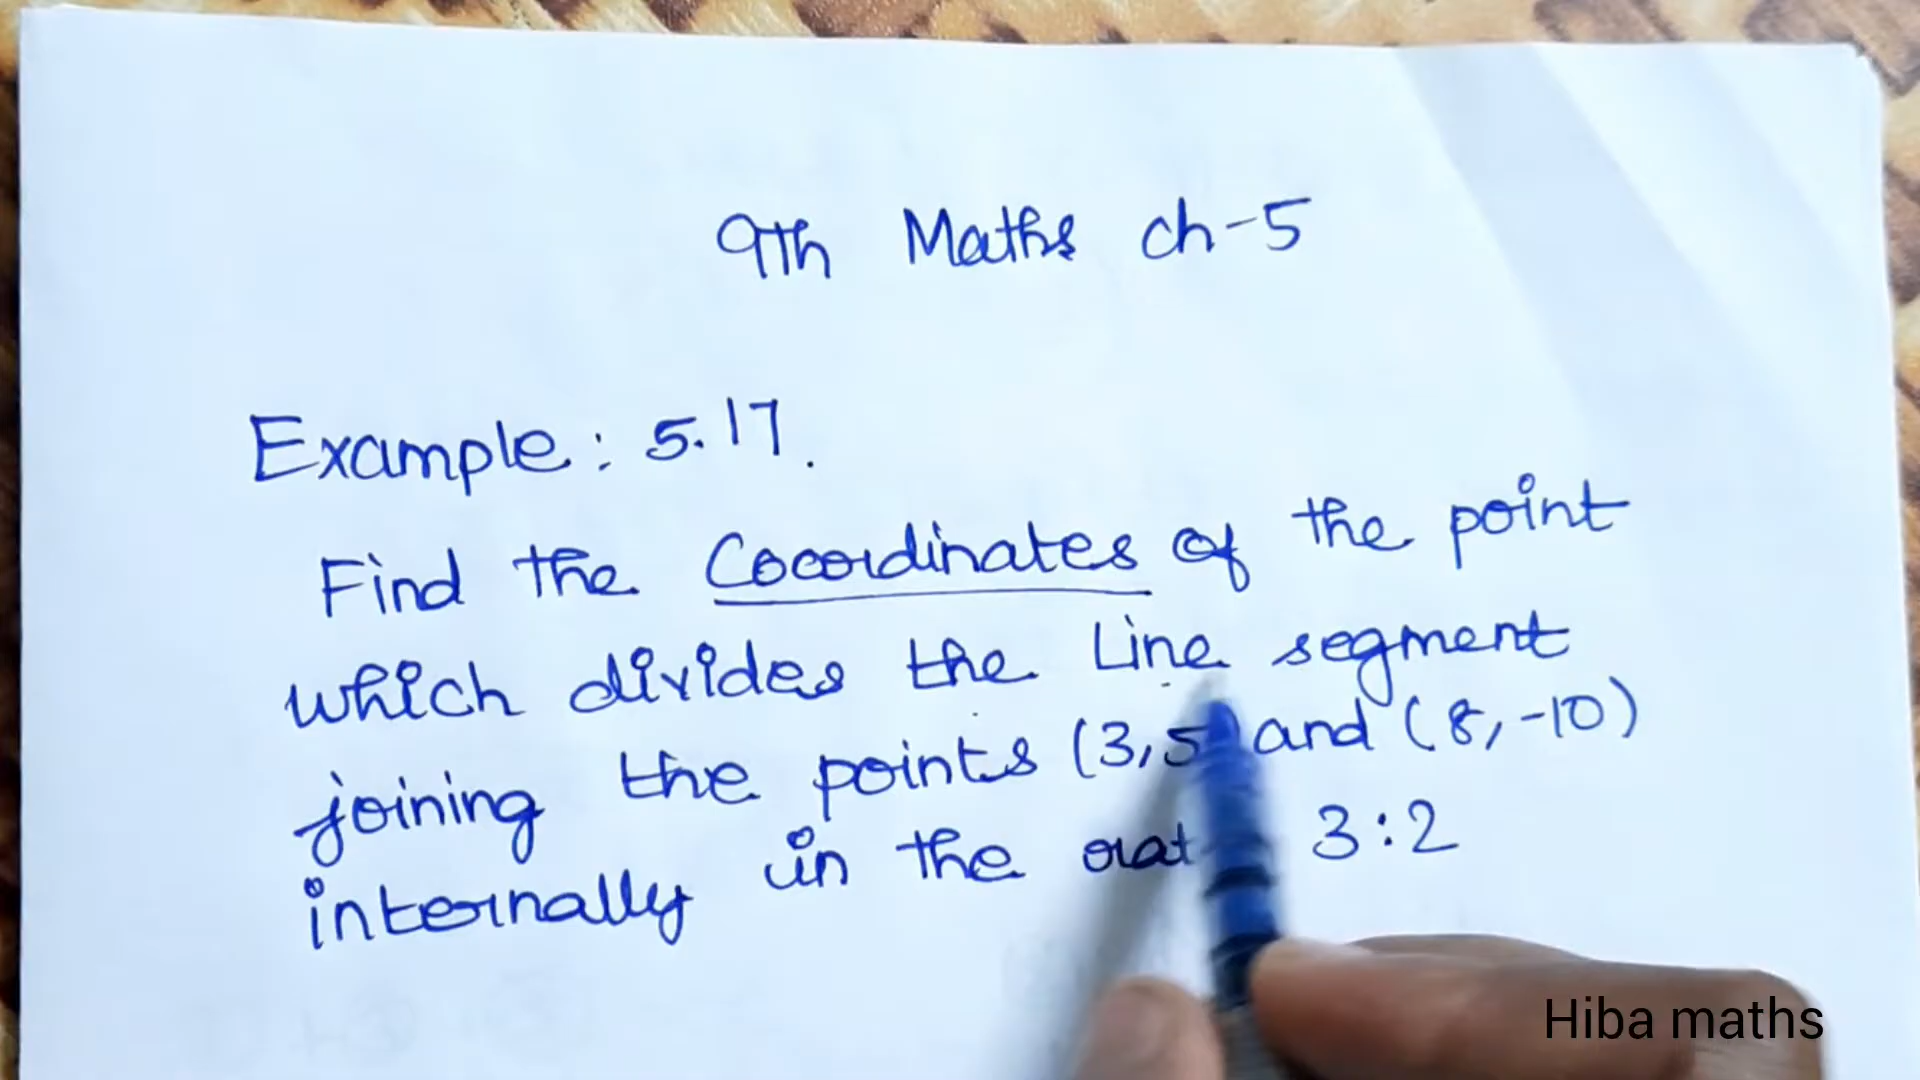 9th Maths ch-5
Example: 5.17.
Find the Coordinates of the point
which divides the Line segment
joining the points (3,5) and (8,-10)
internally in the 3:2
Hiba maths